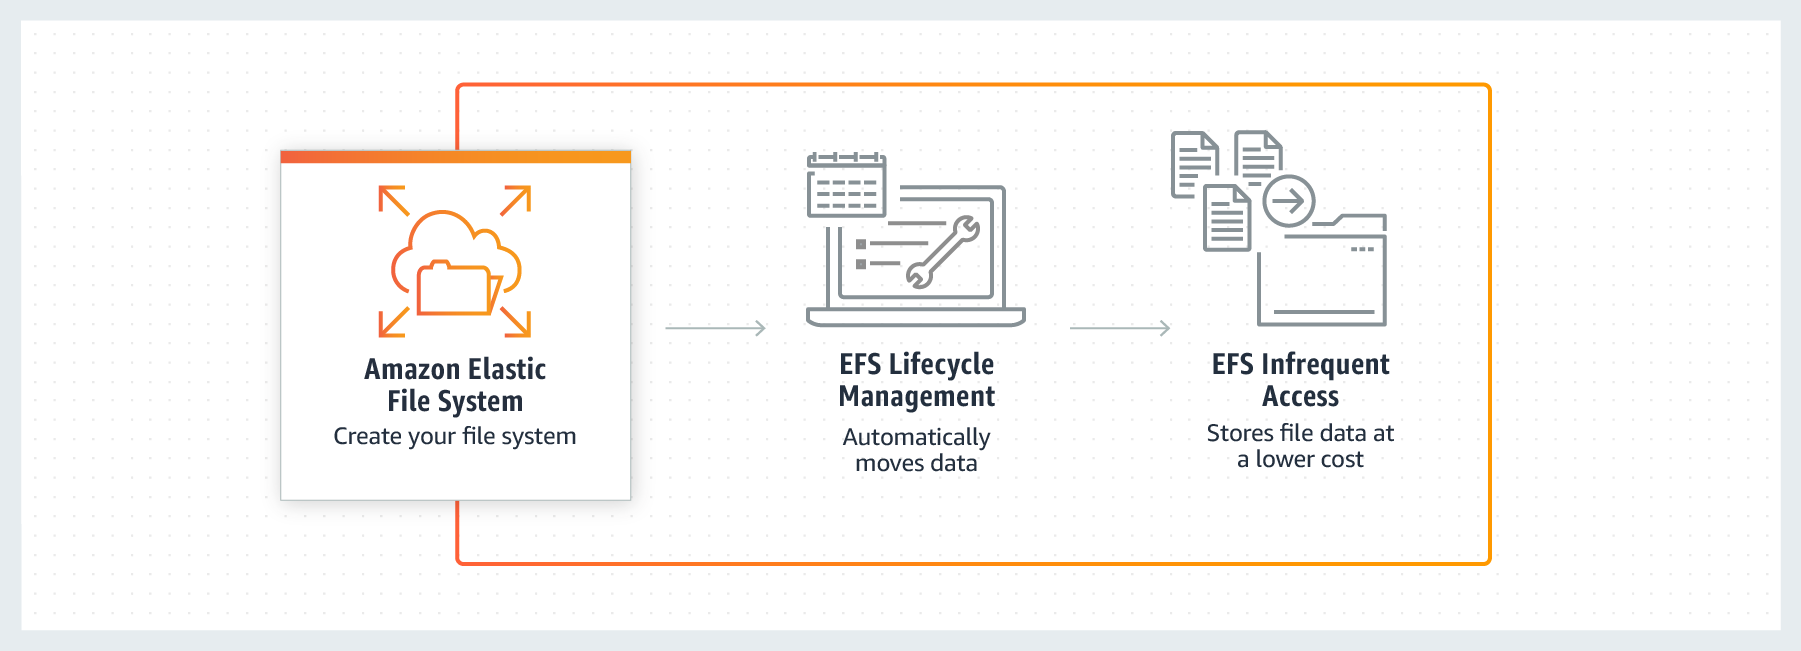 Amazon Elastic
File System
Create your file system
EFS Lifecycle
Management
Automatically
moves data
EFS Infrequent
Access
Stores file data at
a lower cost